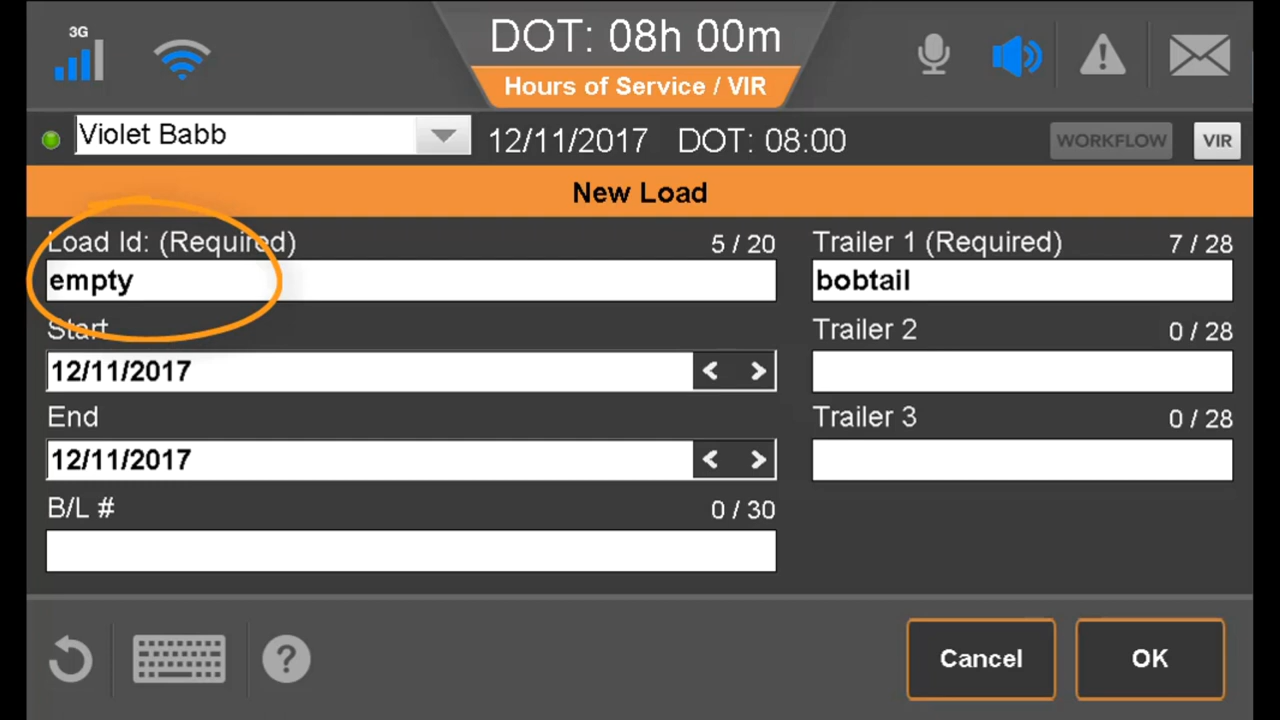 3G
DOT: 08h 00m
Hours of Service / VIR
Violet Babb
12/11/2017 DOT: 08:00
WORKFLOW
VIR
New Load
Load Id: (Required) 5 / 20
empty
Start
12/11/2017 < >
End
12/11/2017 < >
B/L # 0 / 30
Trailer 1 (Required) 7 / 28
bobtail
Trailer 2 0 / 28
Trailer 3 0 / 28
?
Cancel
OK